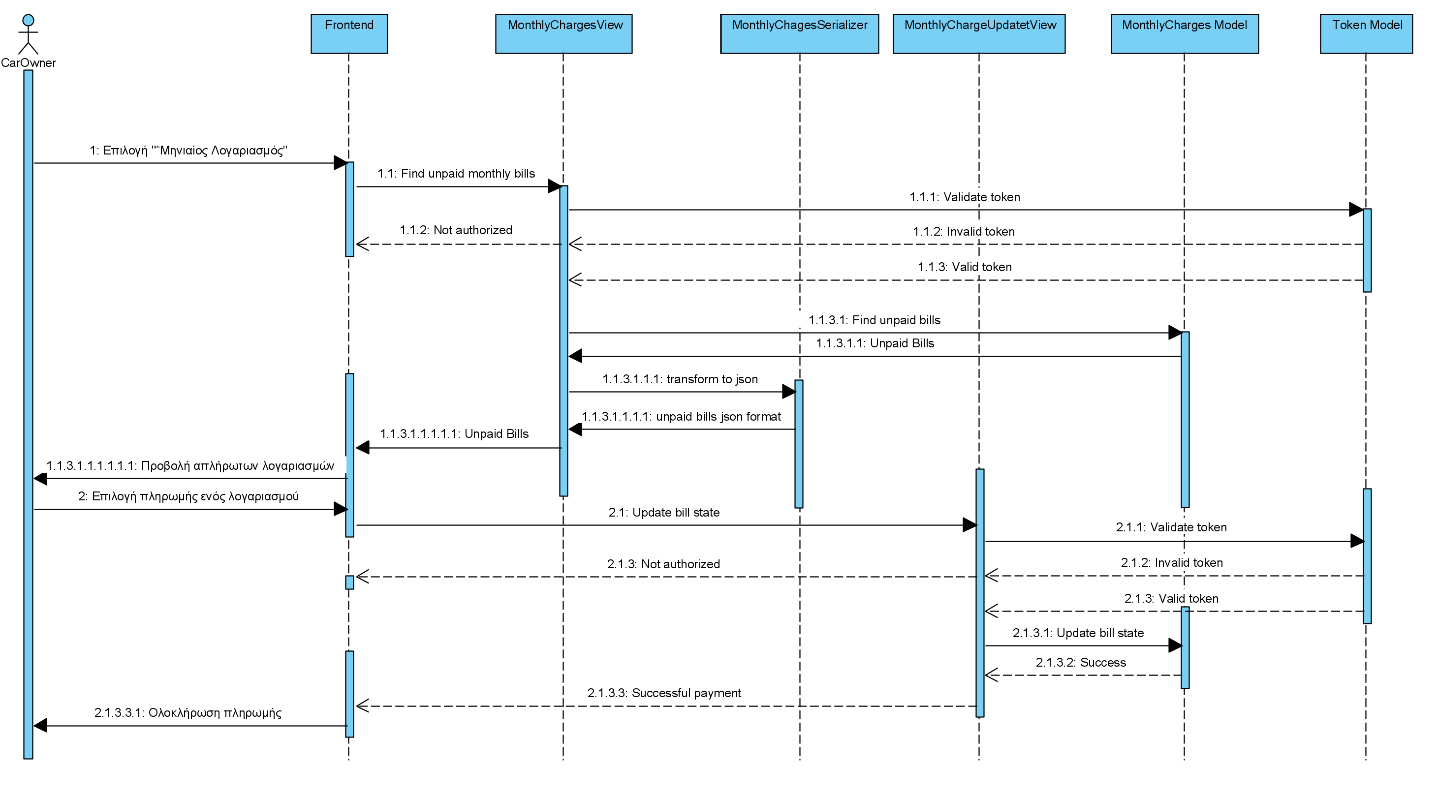 Frontend
MonthlyChargesView
MonthlyChagesSerializer
MonthlyChargeUpdatetView
MonthlyCharges Model
Token Model
CarOwner
1: Επιλογή "˜Μηνιαίος Λογαριασμός"
1.1: Find unpaid monthly bills
1.1.1: Validate token
1.1.2: Not authorized
1.1.2: Invalid token
1.1.3: Valid token
1.1.3.1: Find unpaid bills
1.1.3.1.1: Unpaid Bills
1.1.3.1.1.1: transform to json
1.1.3.1.1.1.1: unpaid bills json format
1.1.3.1.1.1.1.1: Unpaid Bills
1.1.3.1.1.1.1.1.1: Προβολή απλήρωτων λογαριασμών
2: Επιλογή πληρωμής ενός λογαριασμού
2.1: Update bill state
2.1.1: Validate token
2.1.3: Not authorized
2.1.2: Invalid token
2.1.3: Valid token
2.1.3.1: Update bill state
2.1.3.2: Success
2.1.3.3: Successful payment
2.1.3.3.1: Ολοκλήρωση πληρωμής